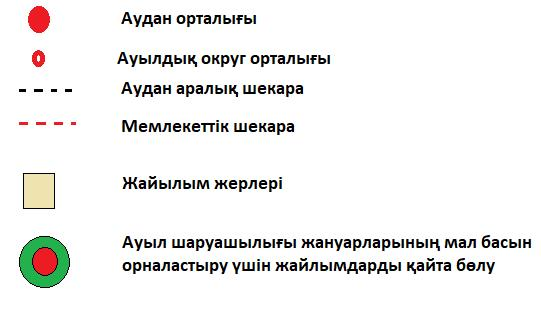 Аудан орталығы
Ауылдық округ орталығы
Аудан аралық шекара
Мемлекеттік шекара
Жайылым жерлері
Ауыл шаруашылығы жануарларының мал басын
орналастыру үшін жайлымдарды қайта бөлу